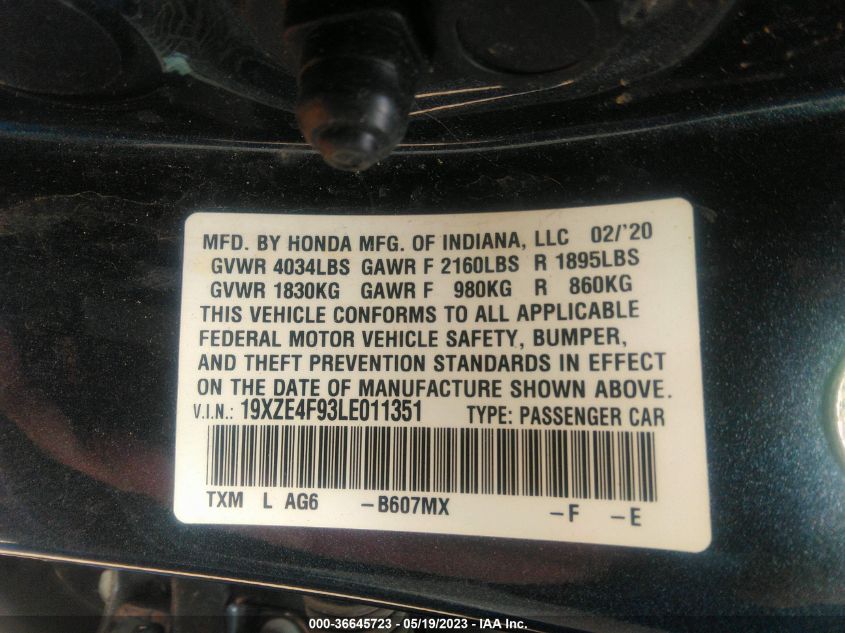 MFD. BY HONDA MFG. OF INDIANA, LLC 02/'20
GVWR 4034LBS GAWR F 2160LBS R 1895LBS
GVWR 1830KG GAWR F 980KG R 860KG
THIS VEHICLE CONFORMS TO ALL APPLICABLE
FEDERAL MOTOR VEHICLE SAFETY, BUMPER,
AND THEFT PREVENTION STANDARDS IN EFFECT
ON THE DATE OF MANUFACTURE SHOWN ABOVE.
V.I.N.: 19XZE4F93LE011351 TYPE: PASSENGER CAR
TXM L AG6 -B607MX -F -E
000-36645723 - 05/19/2023 - IAA Inc.